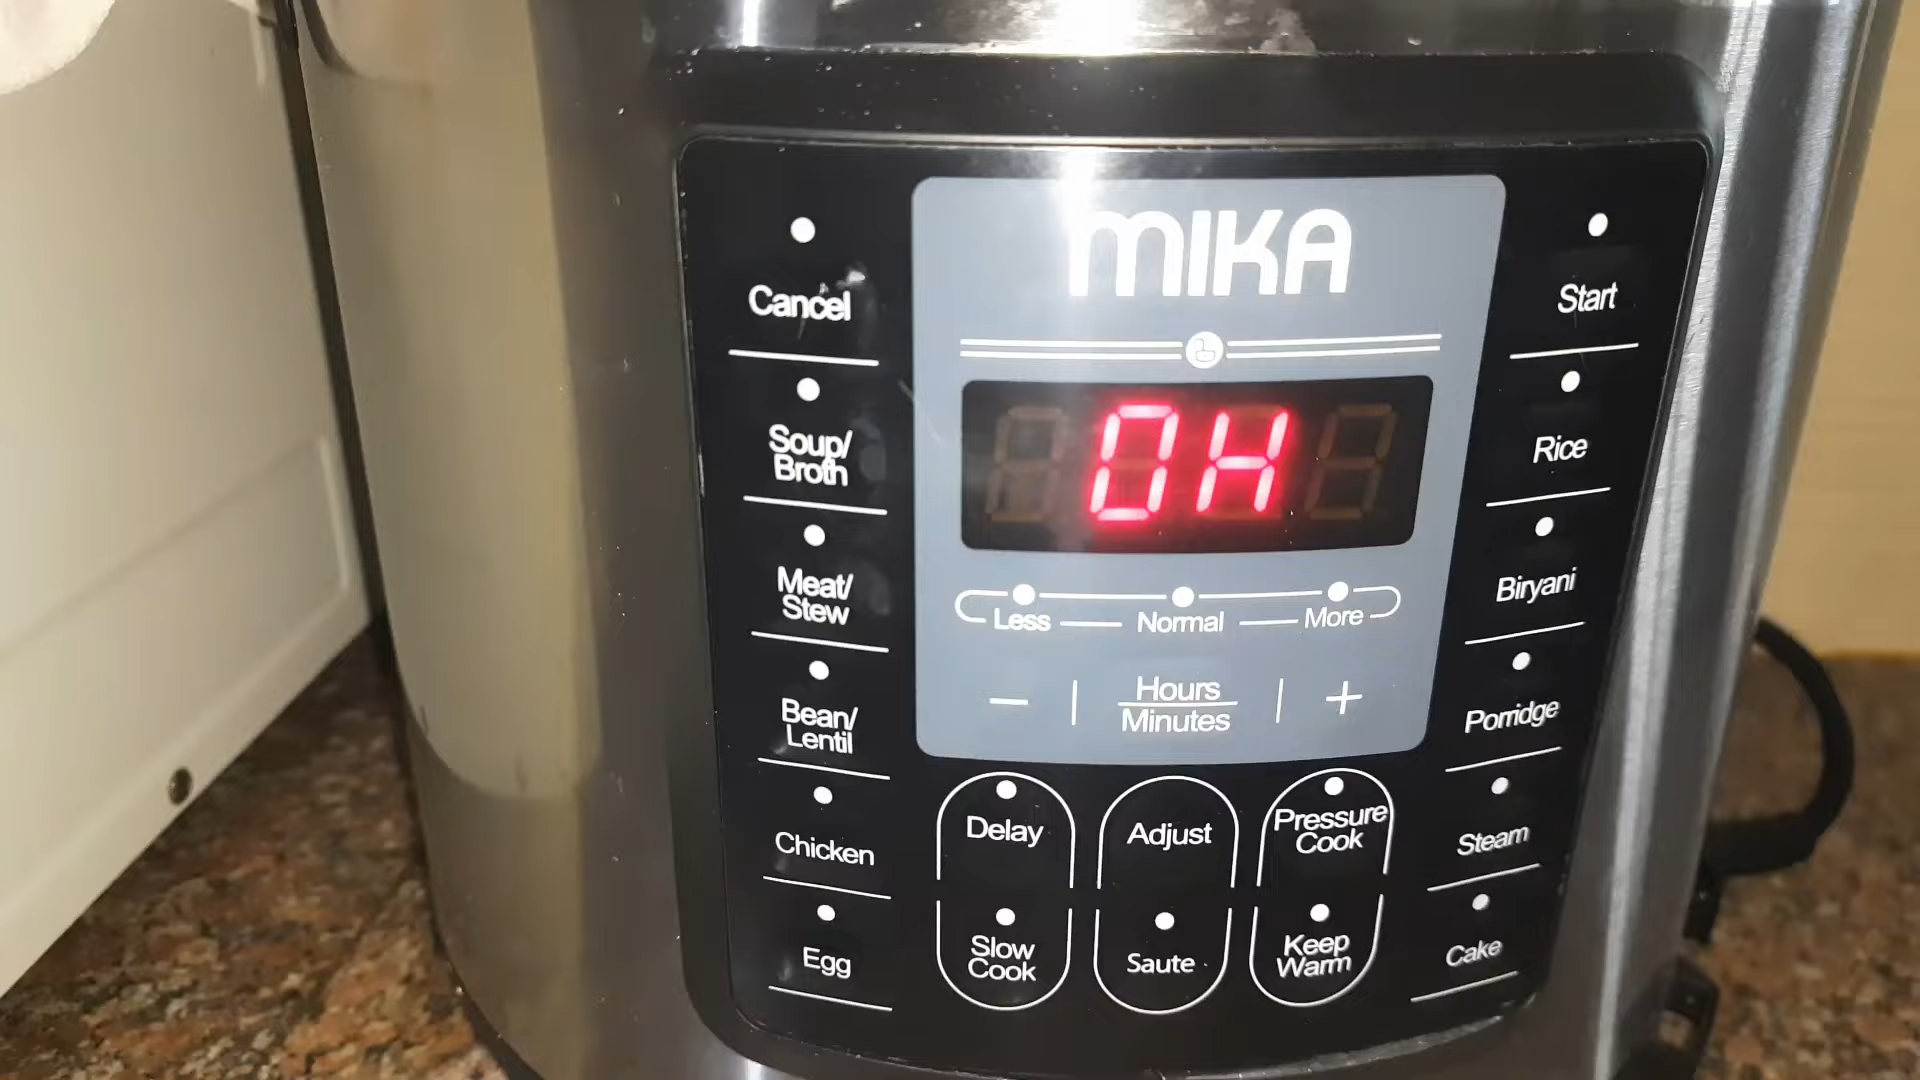 MIKA
Cancel
Start
0H
Soup/
Broth
Rice
Meat/
Stew
Biryani
Less
Normal
More
Hours
Minutes
− +
Bean/
Lentil
Porridge
Delay
Adjust
Pressure
Cook
Chicken
Steam
Egg
Slow
Cook
Saute
Keep
Warm
Cake